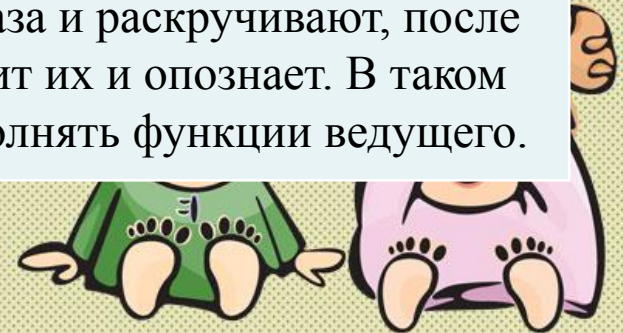 аза и раскручивают, после
ит их и опознает. В таком
олнять функции ведущего.